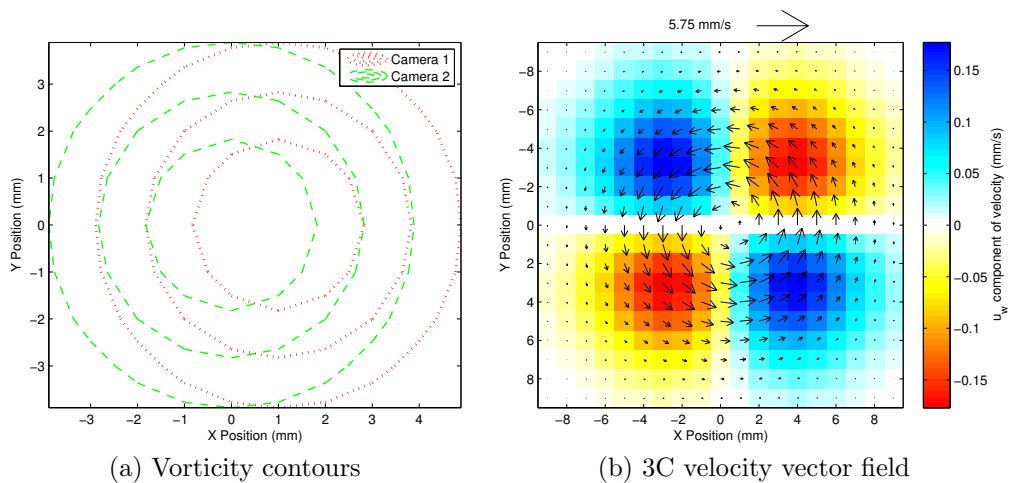 Camera 1
Camera 2
3
2
1
0
−1
−2
−3
Y Position (mm)
−3 −2 −1 0 1 2 3 4
X Position (mm)
(a) Vorticity contours
5.75 mm/s
−8
−6
−4
−2
0
2
4
6
8
Y Position (mm)
−8 −6 −4 −2 0 2 4 6 8
X Position (mm)
0.15
0.1
0.05
0
−0.05
−0.1
−0.15
u_w component of velocity (mm/s)
(b) 3C velocity vector field